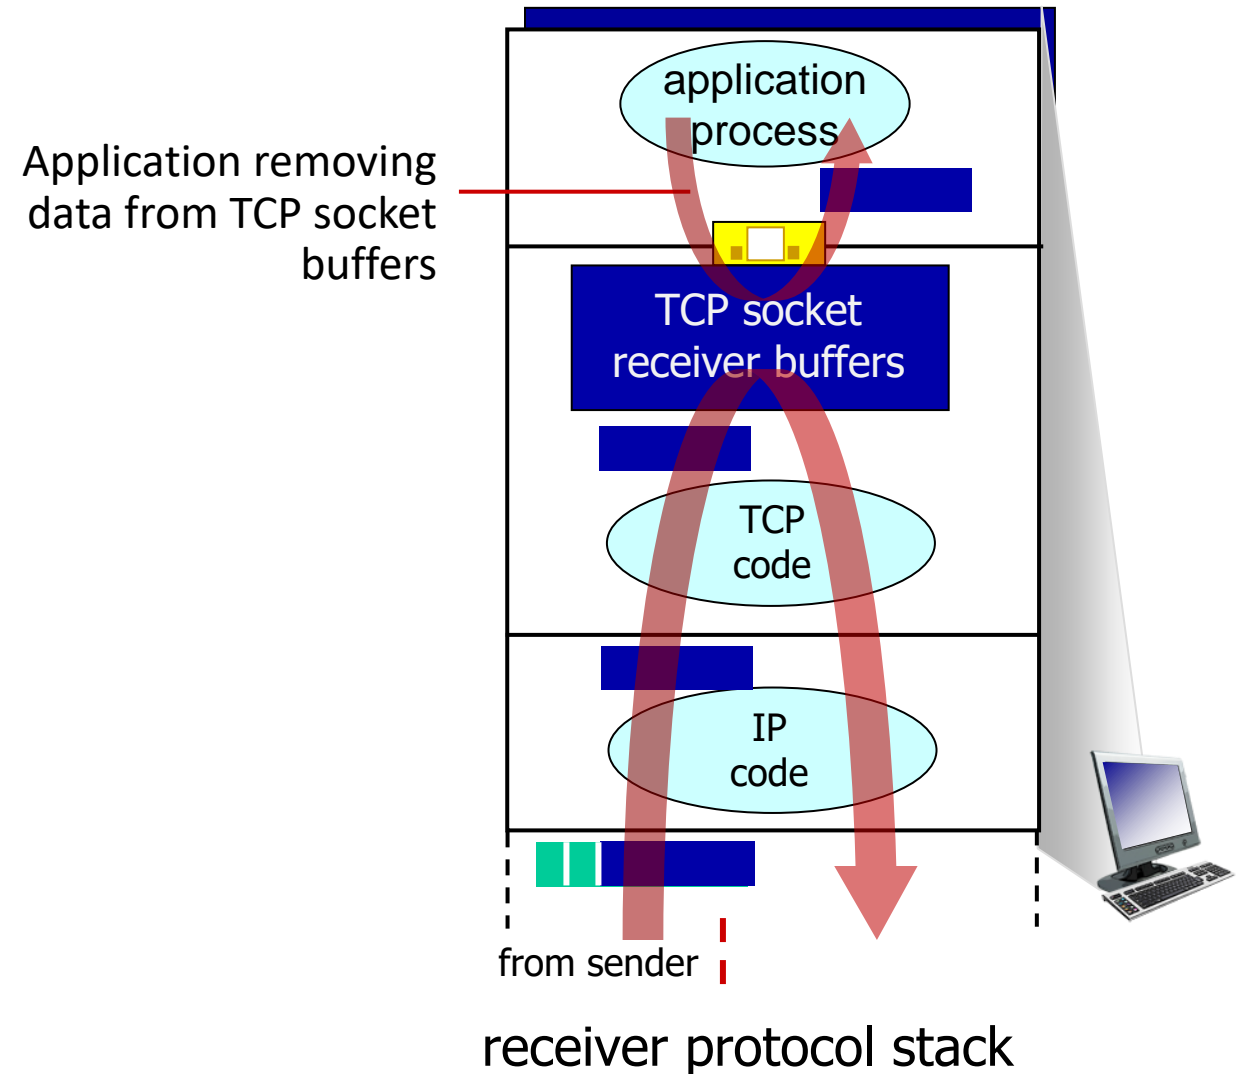 application
process
Application removing
data from TCP socket
buffers
TCP socket
receiver buffers
TCP
code
IP
code
from sender
receiver protocol stack